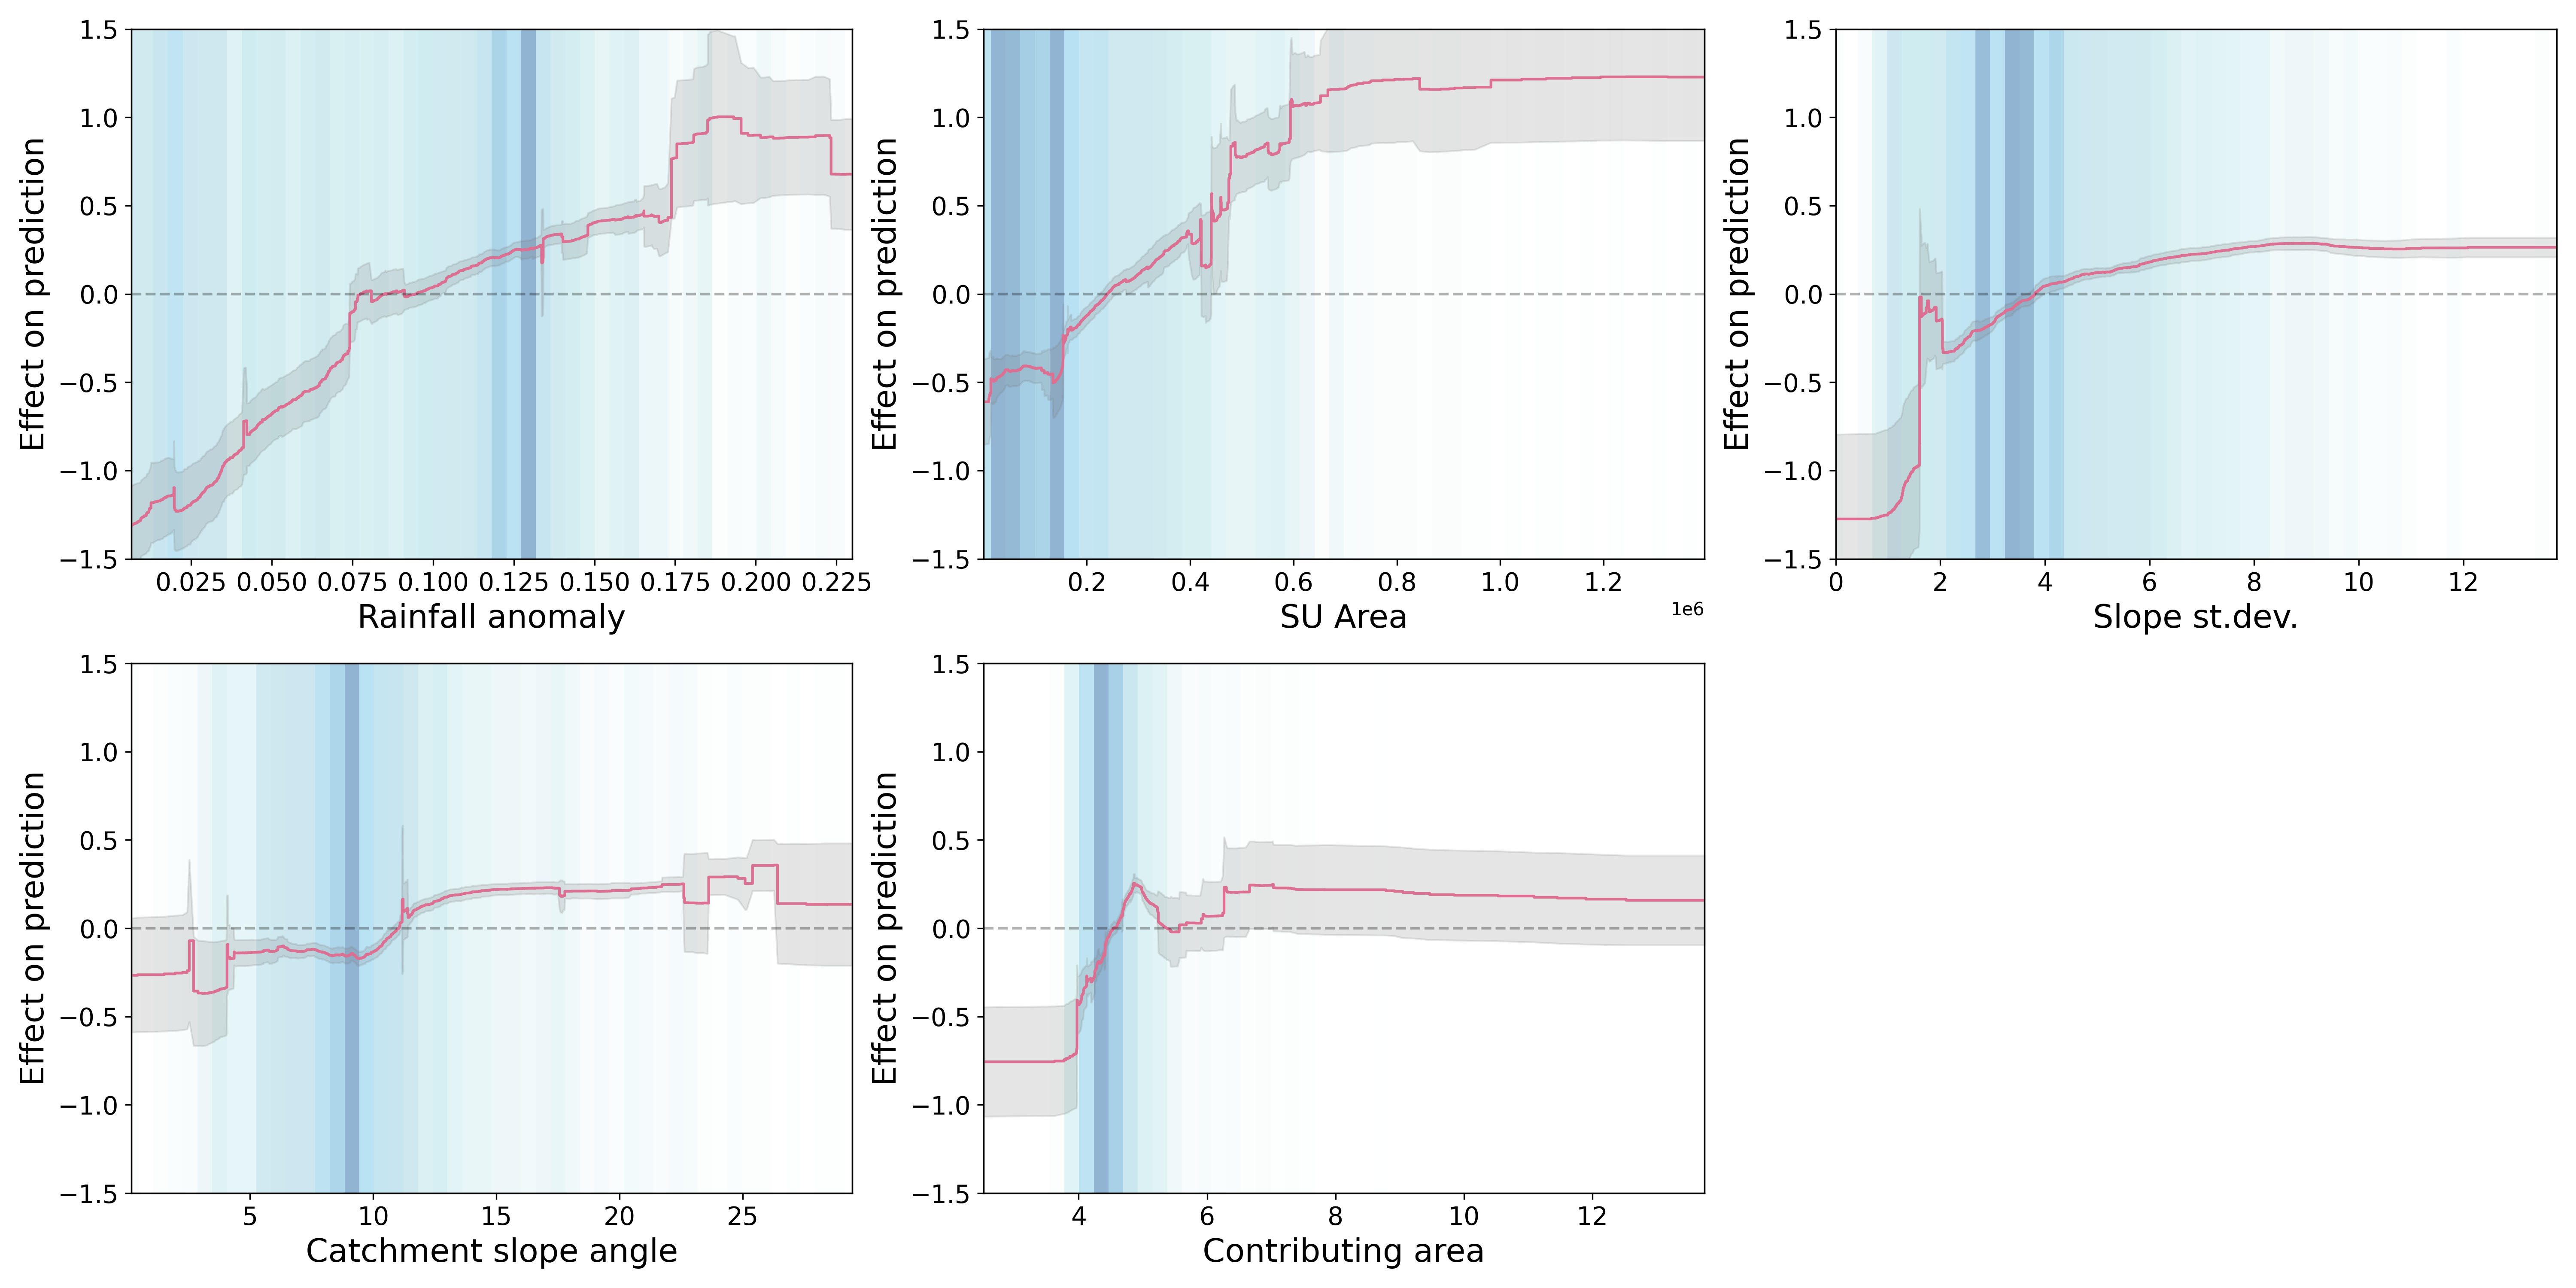 1.5
1.0
0.5
0.0
−0.5
−1.0
−1.5
Effect on prediction
0.025 0.050 0.075 0.100 0.125 0.150 0.175 0.200 0.225
Rainfall anomaly
1.5
1.0
0.5
0.0
−0.5
−1.0
−1.5
Effect on prediction
0.2 0.4 0.6 0.8 1.0 1.2
1e6
SU Area
1.5
1.0
0.5
0.0
−0.5
−1.0
−1.5
Effect on prediction
0 2 4 6 8 10 12
Slope st.dev.
1.5
1.0
0.5
0.0
−0.5
−1.0
−1.5
Effect on prediction
5 10 15 20 25
Catchment slope angle
1.5
1.0
0.5
0.0
−0.5
−1.0
−1.5
Effect on prediction
4 6 8 10 12
Contributing area